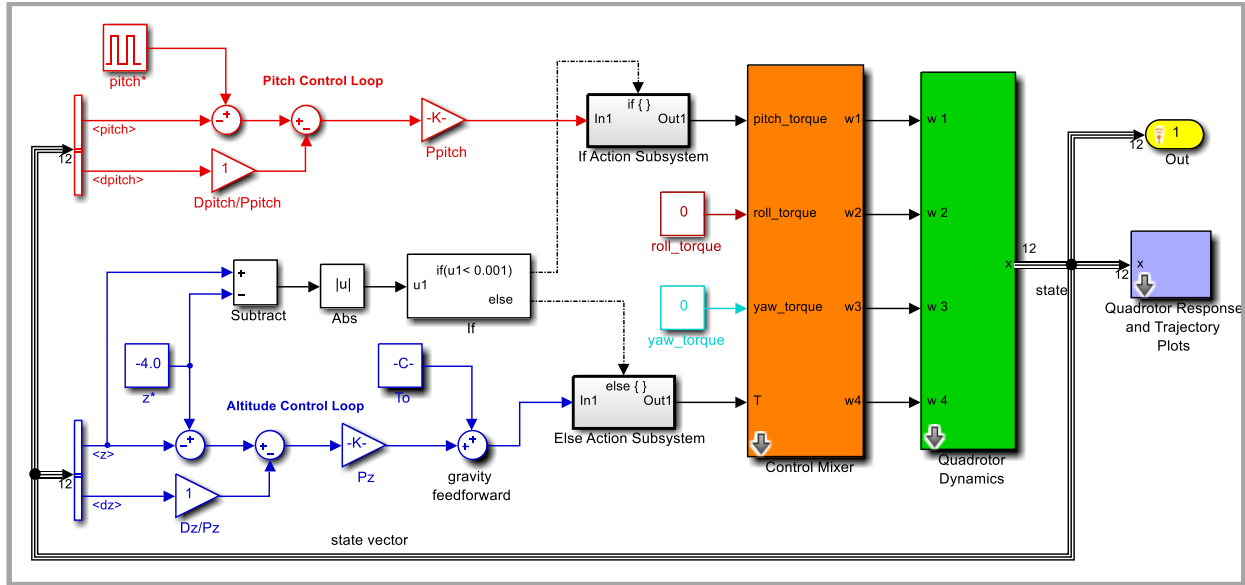 pitch*
Pitch Control Loop
+
−
+
−
-K-
Ppitch
<pitch>
12
<dpitch>
1
Dpitch/Ppitch
if { }
In1
Out1
If Action Subsystem
pitch_torque
w1
w 1
1
12
Out
0
roll_torque
roll_torque
w2
w 2
x
12
state
12
x
Quadrotor Response
and Trajectory
Plots
+
−
Subtract
|u|
Abs
u1
if(u1< 0.001)
else
If
0
yaw_torque
yaw_torque
w3
w 3
-4.0
z*
-C-
To
else { }
In1
Out1
Else Action Subsystem
T
w4
w 4
Control Mixer
Quadrotor
Dynamics
Altitude Control Loop
<z>
12
<dz>
+
−
+
−
-K-
Pz
+
+
gravity
feedforward
1
Dz/Pz
state vector